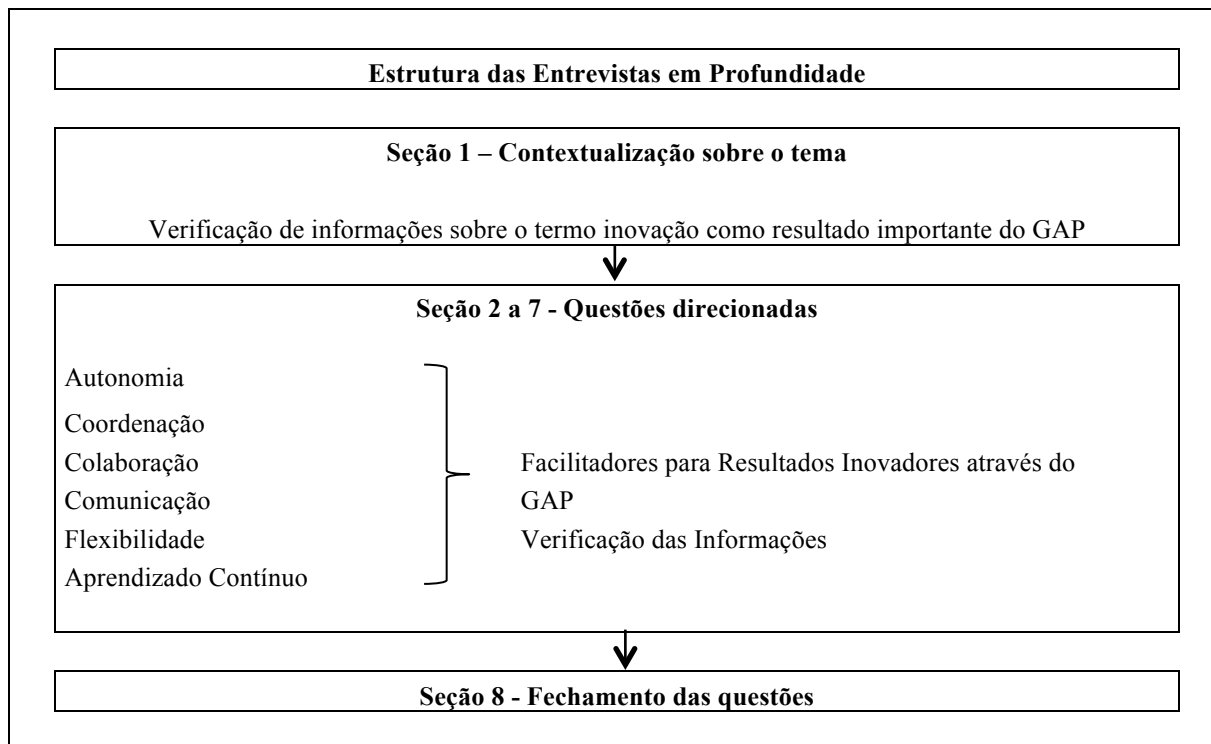 Estrutura das Entrevistas em Profundidade
Seção 1 – Contextualização sobre o tema
Verificação de informações sobre o termo inovação como resultado importante do GAP
Seção 2 a 7 - Questões direcionadas
Autonomia
Coordenação
Colaboração
Comunicação
Flexibilidade
Aprendizado Contínuo
Facilitadores para Resultados Inovadores através do
GAP
Verificação das Informações
Seção 8 - Fechamento das questões